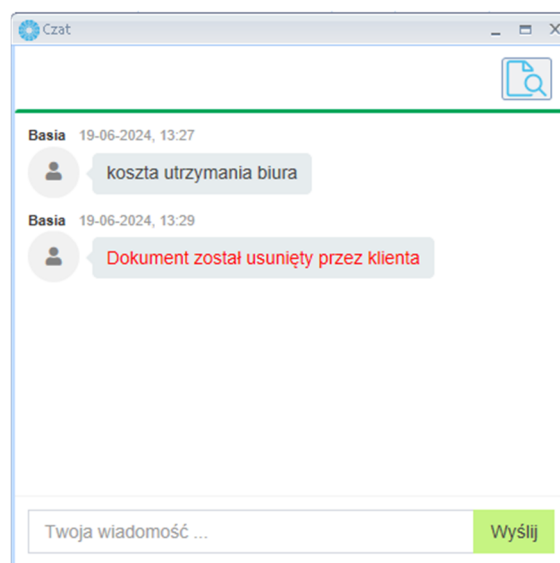 Czat
Basia 19-06-2024, 13:27
koszta utrzymania biura
Basia 19-06-2024, 13:29
Dokument został usunięty przez klienta
Twoja wiadomość ... Wyślij